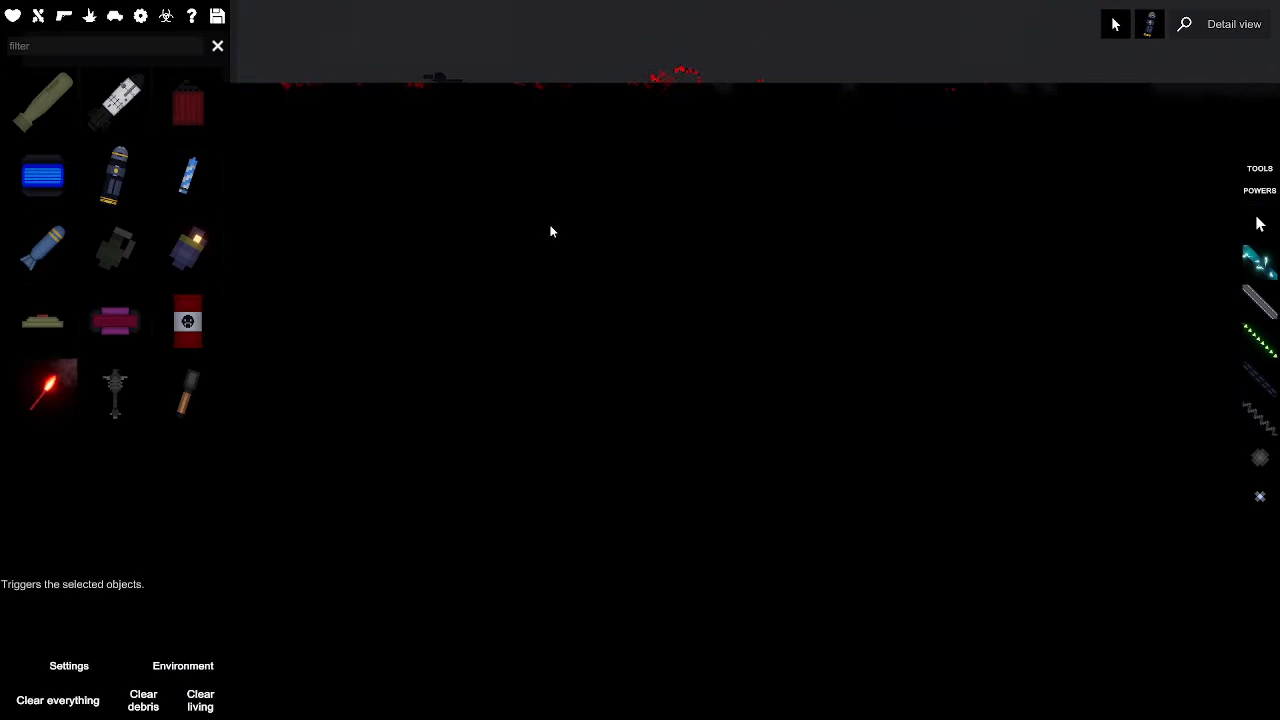 filter
Detail view
TOOLS
POWERS
Triggers the selected objects.
Settings
Environment
Clear everything
Clear
debris
Clear
living